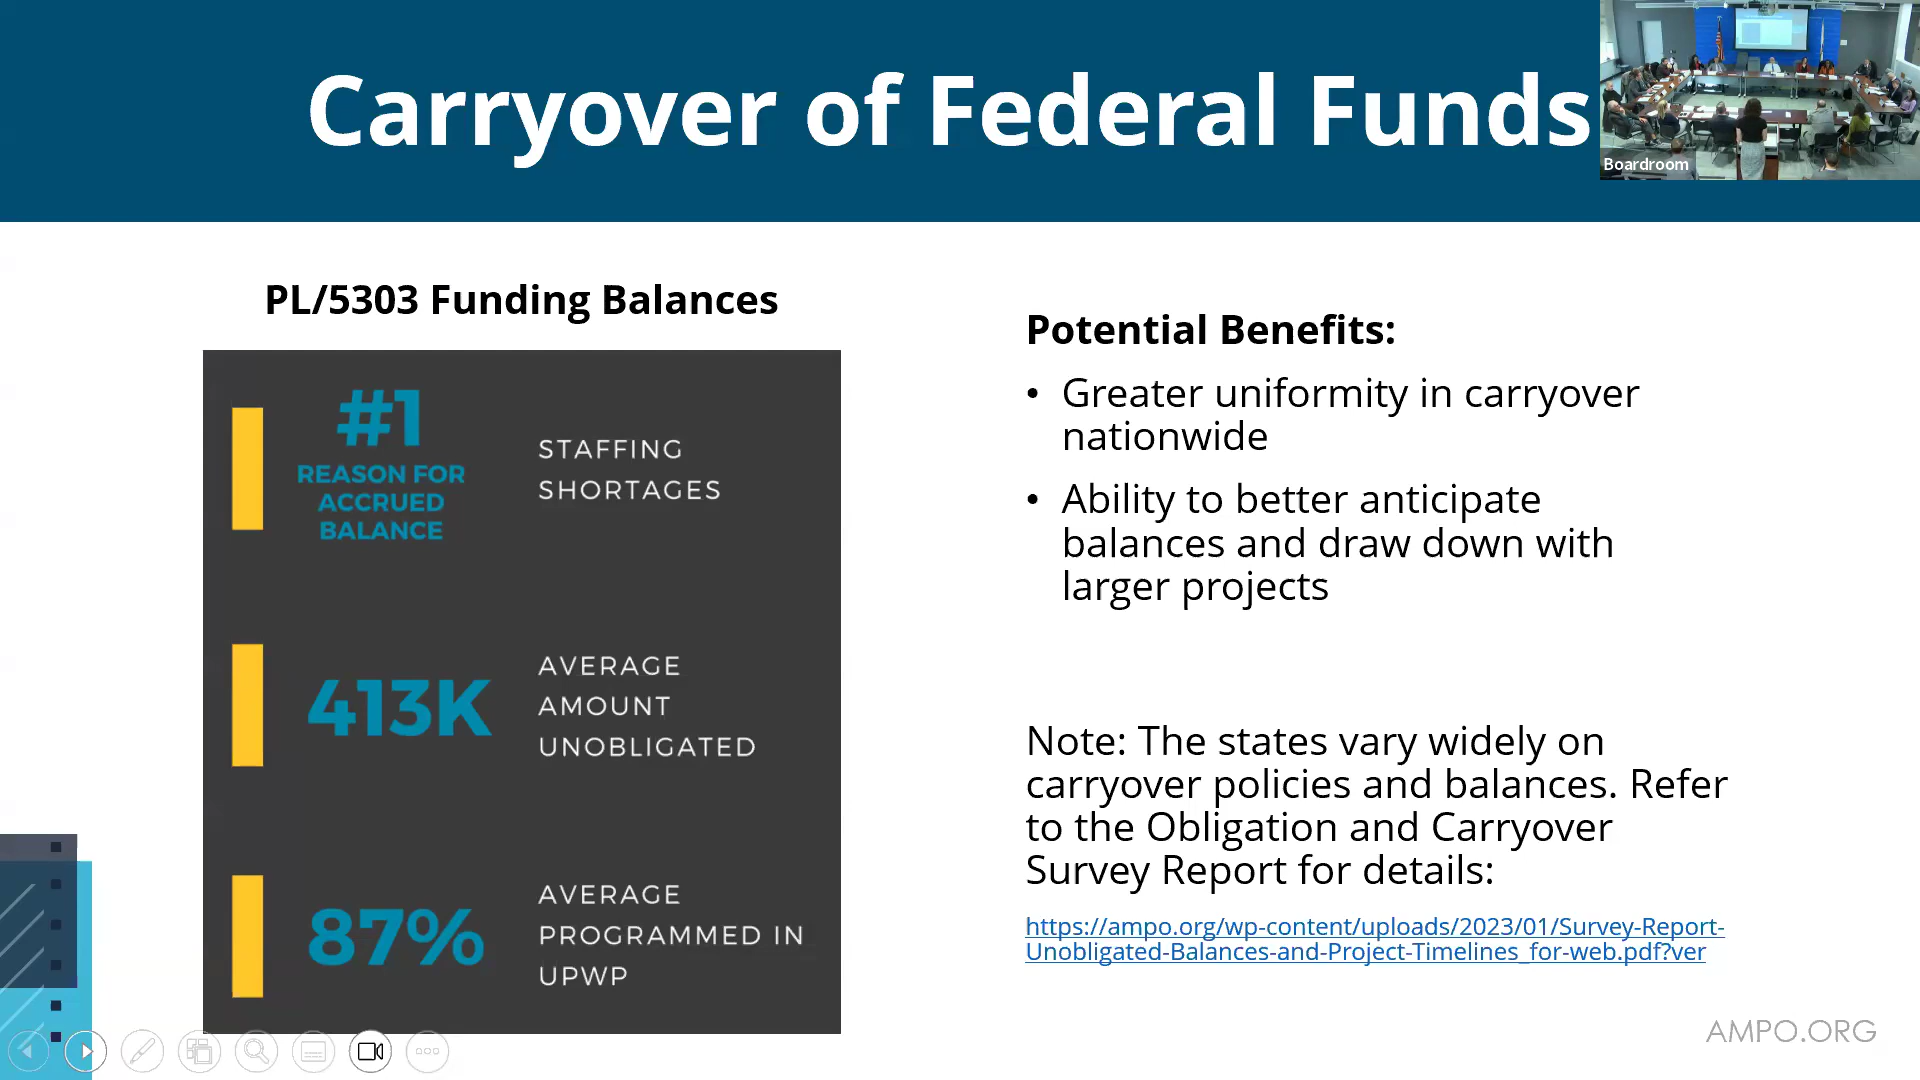 Carryover of Federal Funds
Boardroom
PL/5303 Funding Balances
#1
REASON FOR
ACCRUED
BALANCE
STAFFING
SHORTAGES
413K
AVERAGE
AMOUNT
UNOBLIGATED
87%
AVERAGE
PROGRAMMED IN
UPWP
Potential Benefits:
• Greater uniformity in carryover
nationwide
• Ability to better anticipate
balances and draw down with
larger projects
Note: The states vary widely on
carryover policies and balances. Refer
to the Obligation and Carryover
Survey Report for details:
https://ampo.org/wp-content/uploads/2023/01/Survey-Report-
Unobligated-Balances-and-Project-Timelines_for-web.pdf?ver
AMPO.ORG